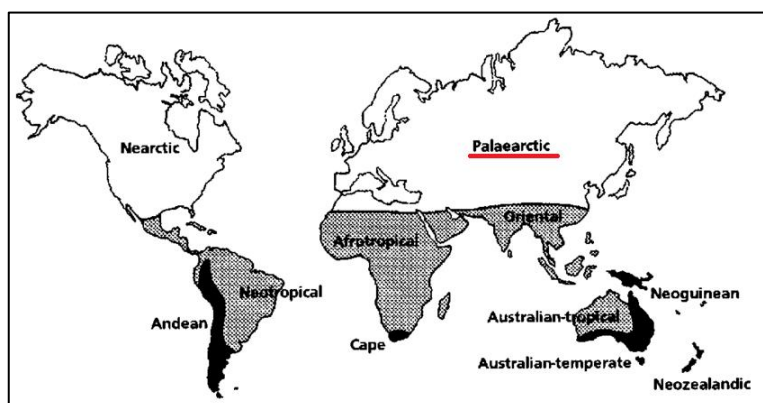 Nearctic
Palaearctic
Oriental
Afrotropical
Neotropical
Neoguinean
Andean
Australian-tropical
Cape
Australian-temperate
Neozealandic